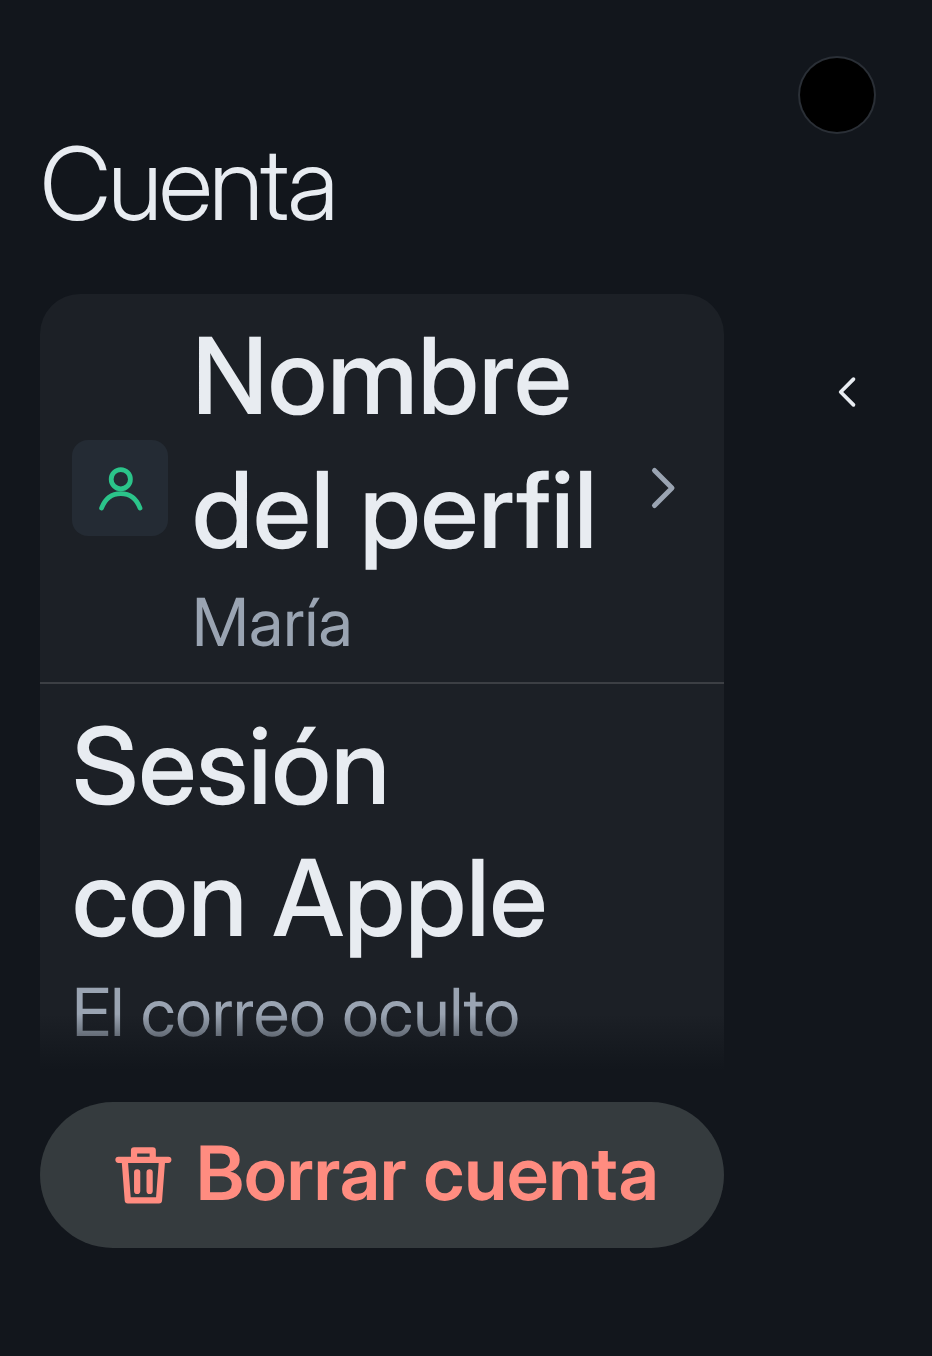 Cuenta
Nombre
del perfil
María
Sesión
con Apple
El correo oculto
Borrar cuenta